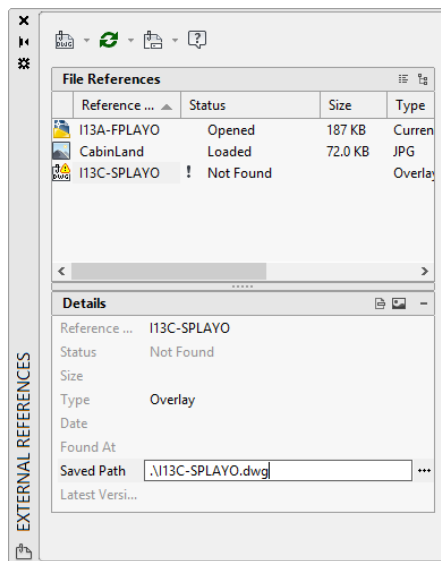 File References
Reference ... Status Size Type
I13A-FPLAYO Opened 187 KB Curren
CabinLand Loaded 72.0 KB JPG
I13C-SPLAYO ! Not Found Overlay
Details
Reference ... I13C-SPLAYO
Status Not Found
Size
Type Overlay
Date
Found At
Saved Path .\I13C-SPLAYO.dwg ...
Latest Versi...
EXTERNAL REFERENCES